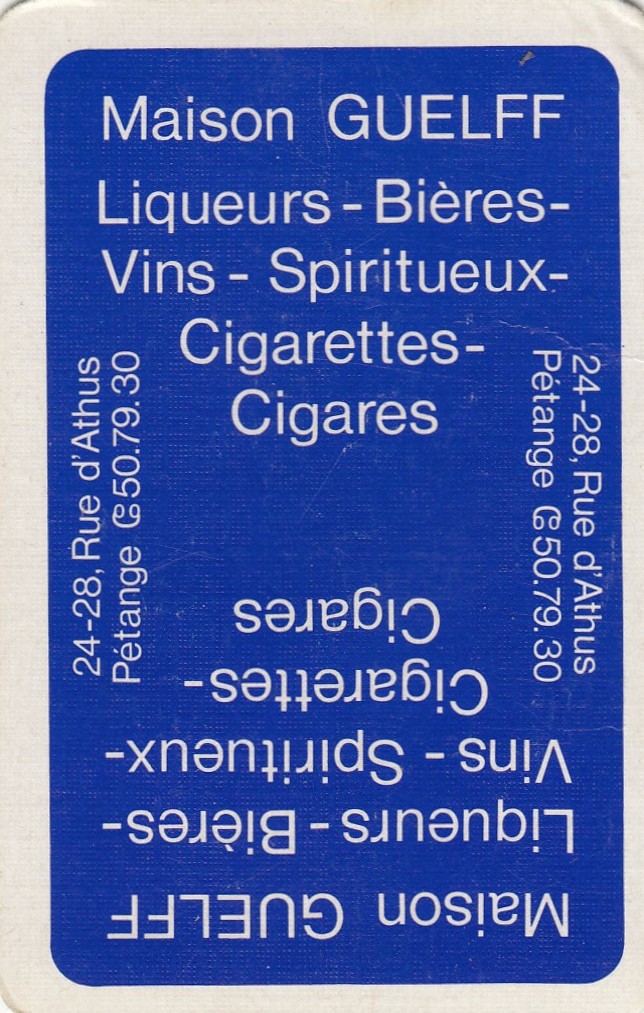 Maison GUELFF
Liqueurs - Bières-
Vins - Spiritueux-
Cigarettes-
Cigares
24-28, Rue d'Athus
Pétange 50.79.30
24-28, Rue d'Athus
Pétange 50.79.30
Maison GUELFF
Liqueurs - Bières-
Vins - Spiritueux-
Cigarettes-
Cigares